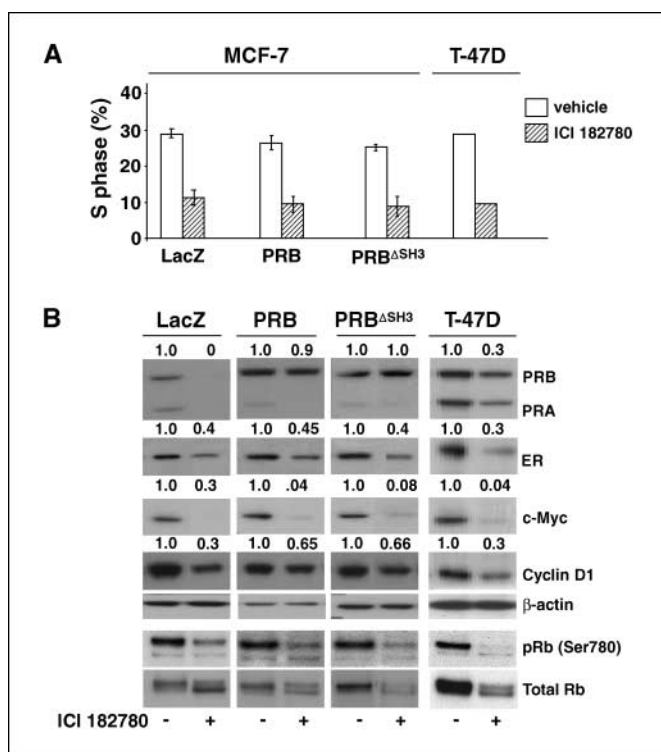 A
MCF-7 T-47D
S phase (%)
40
30
20
10
0
vehicle
ICI 182780
LacZ PRB PRBΔSH3
B
LacZ PRB PRBΔSH3 T-47D
1.0 0 1.0 0.9 1.0 1.0 1.0 0.3
PRB
PRA
1.0 0.4 1.0 0.45 1.0 0.4 1.0 0.3
ER
1.0 0.3 1.0 .04 1.0 0.08 1.0 0.04
c-Myc
1.0 0.3 1.0 0.65 1.0 0.66 1.0 0.3
Cyclin D1
β-actin
pRb (Ser780)
Total Rb
ICI 182780 - + - + - + - +